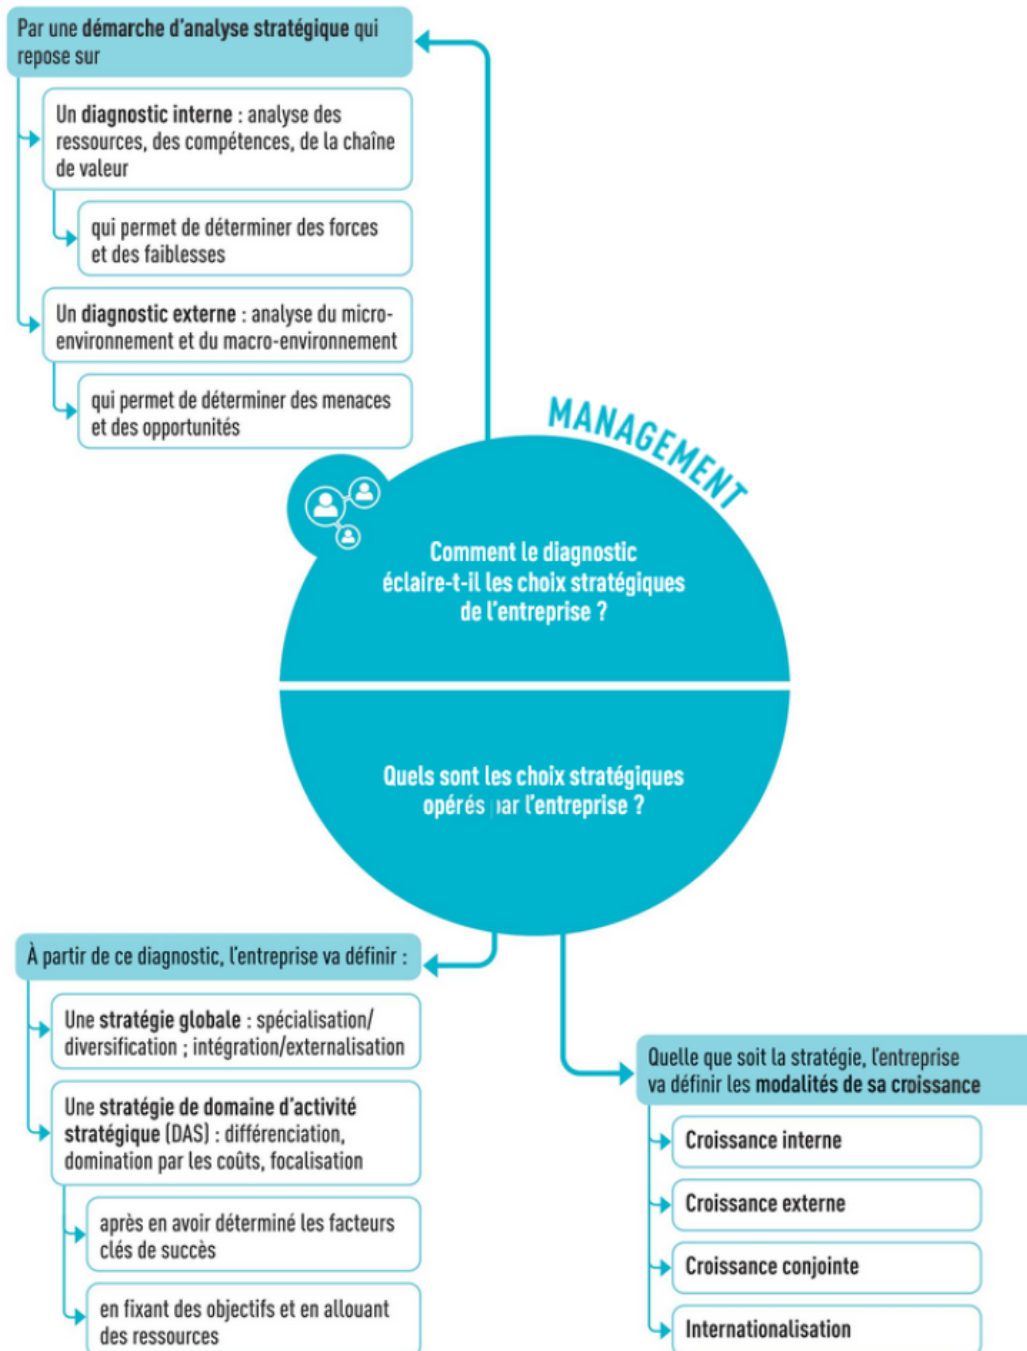 Par une démarche d'analyse stratégique qui
repose sur
Un diagnostic interne : analyse des
ressources, des compétences, de la chaîne
de valeur
qui permet de déterminer des forces
et des faiblesses
Un diagnostic externe : analyse du micro-
environnement et du macro-environnement
qui permet de déterminer des menaces
et des opportunités
MANAGEMENT
Comment le diagnostic
éclaire-t-il les choix stratégiques
de l'entreprise ?
Quels sont les choix stratégiques
opérés par l'entreprise ?
À partir de ce diagnostic, l'entreprise va définir :
Une stratégie globale : spécialisation/
diversification ; intégration/externalisation
Une stratégie de domaine d'activité
stratégique (DAS) : différenciation,
domination par les coûts, focalisation
après en avoir déterminé les facteurs
clés de succès
en fixant des objectifs et en allouant
des ressources
Quelle que soit la stratégie, l'entreprise
va définir les modalités de sa croissance
Croissance interne
Croissance externe
Croissance conjointe
Internationalisation